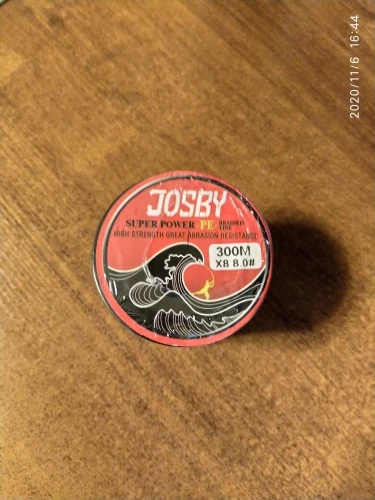 2020/11/6 16:44
JOSBY
SUPER POWER PE BRAIDED LINE
HIGH STRENGTH GREAT ABRASION RESISTANCE
300M
X8 8.0#